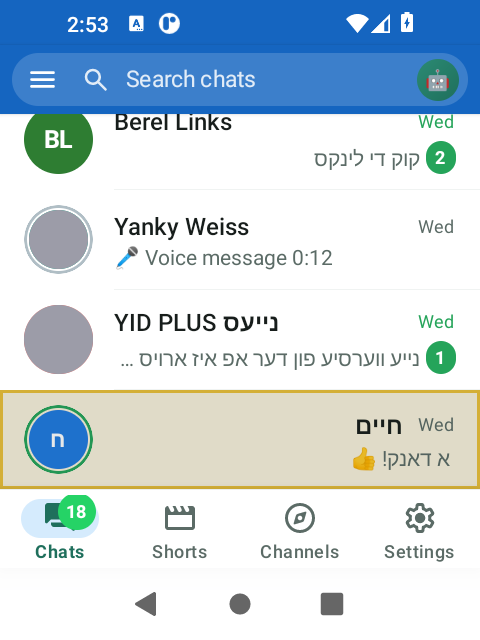 2:53
Search chats
BL
Berel Links
Wed
קוק די לינקס
2
Yanky Weiss
Wed
🎤 Voice message 0:12
YID PLUS נייעס
Wed
נייע ווערסיע פון דער אפ איז ארויס ...
1
ח
חיים
Wed
א דאנק! 👍
18
Chats
Shorts
Channels
Settings